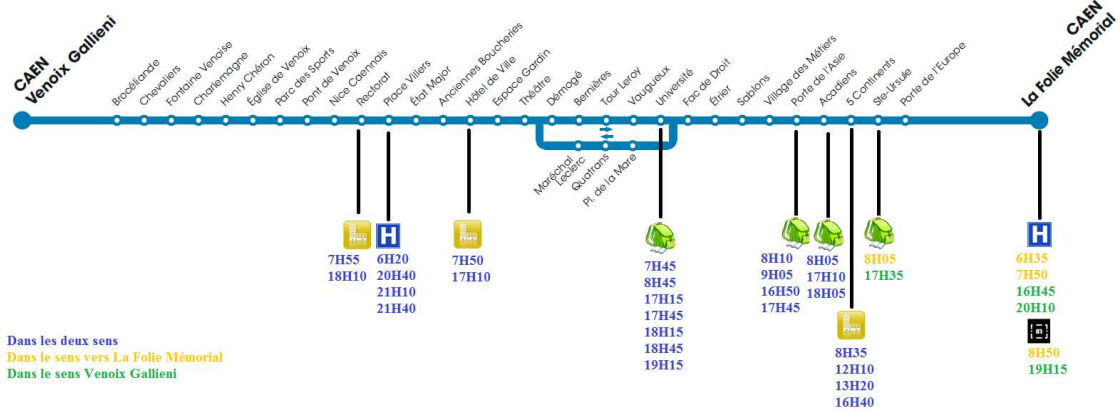 CAEN
Venoix Gallieni
Brocéliande
Chevaliers
Fontaine Venoise
Charlemagne
Henry Chéron
Église de Venoix
Parc des Sports
Pont de Venoix
Nice Caennais
Rectorat
Place Villers
État Major
Anciennes Boucheries
Hôtel de Ville
Espace Gardin
Théâtre
Démogé
Bernières
Tour Leroy
Vaugueux
Université
Fac de Droit
Étrier
Sablons
Village des Métiers
Porte de l'Asie
Acadiens
5 Continents
Ste-Ursule
Porte de l'Europe
CAEN
La Folie Mémorial
Maréchal
Leclerc
Quatrans
Pl. de la Mare
7H55
18H10
H
6H20
20H40
21H10
21H40
7H50
17H10
7H45
8H45
17H15
17H45
18H15
18H45
19H15
8H10
9H05
16H50
17H45
8H05
17H10
18H05
8H35
12H10
13H20
16H40
8H05
17H35
H
6H35
7H50
16H45
20H10
in
8H50
19H15
Dans les deux sens
Dans le sens vers La Folie Mémorial
Dans le sens Venoix Gallieni